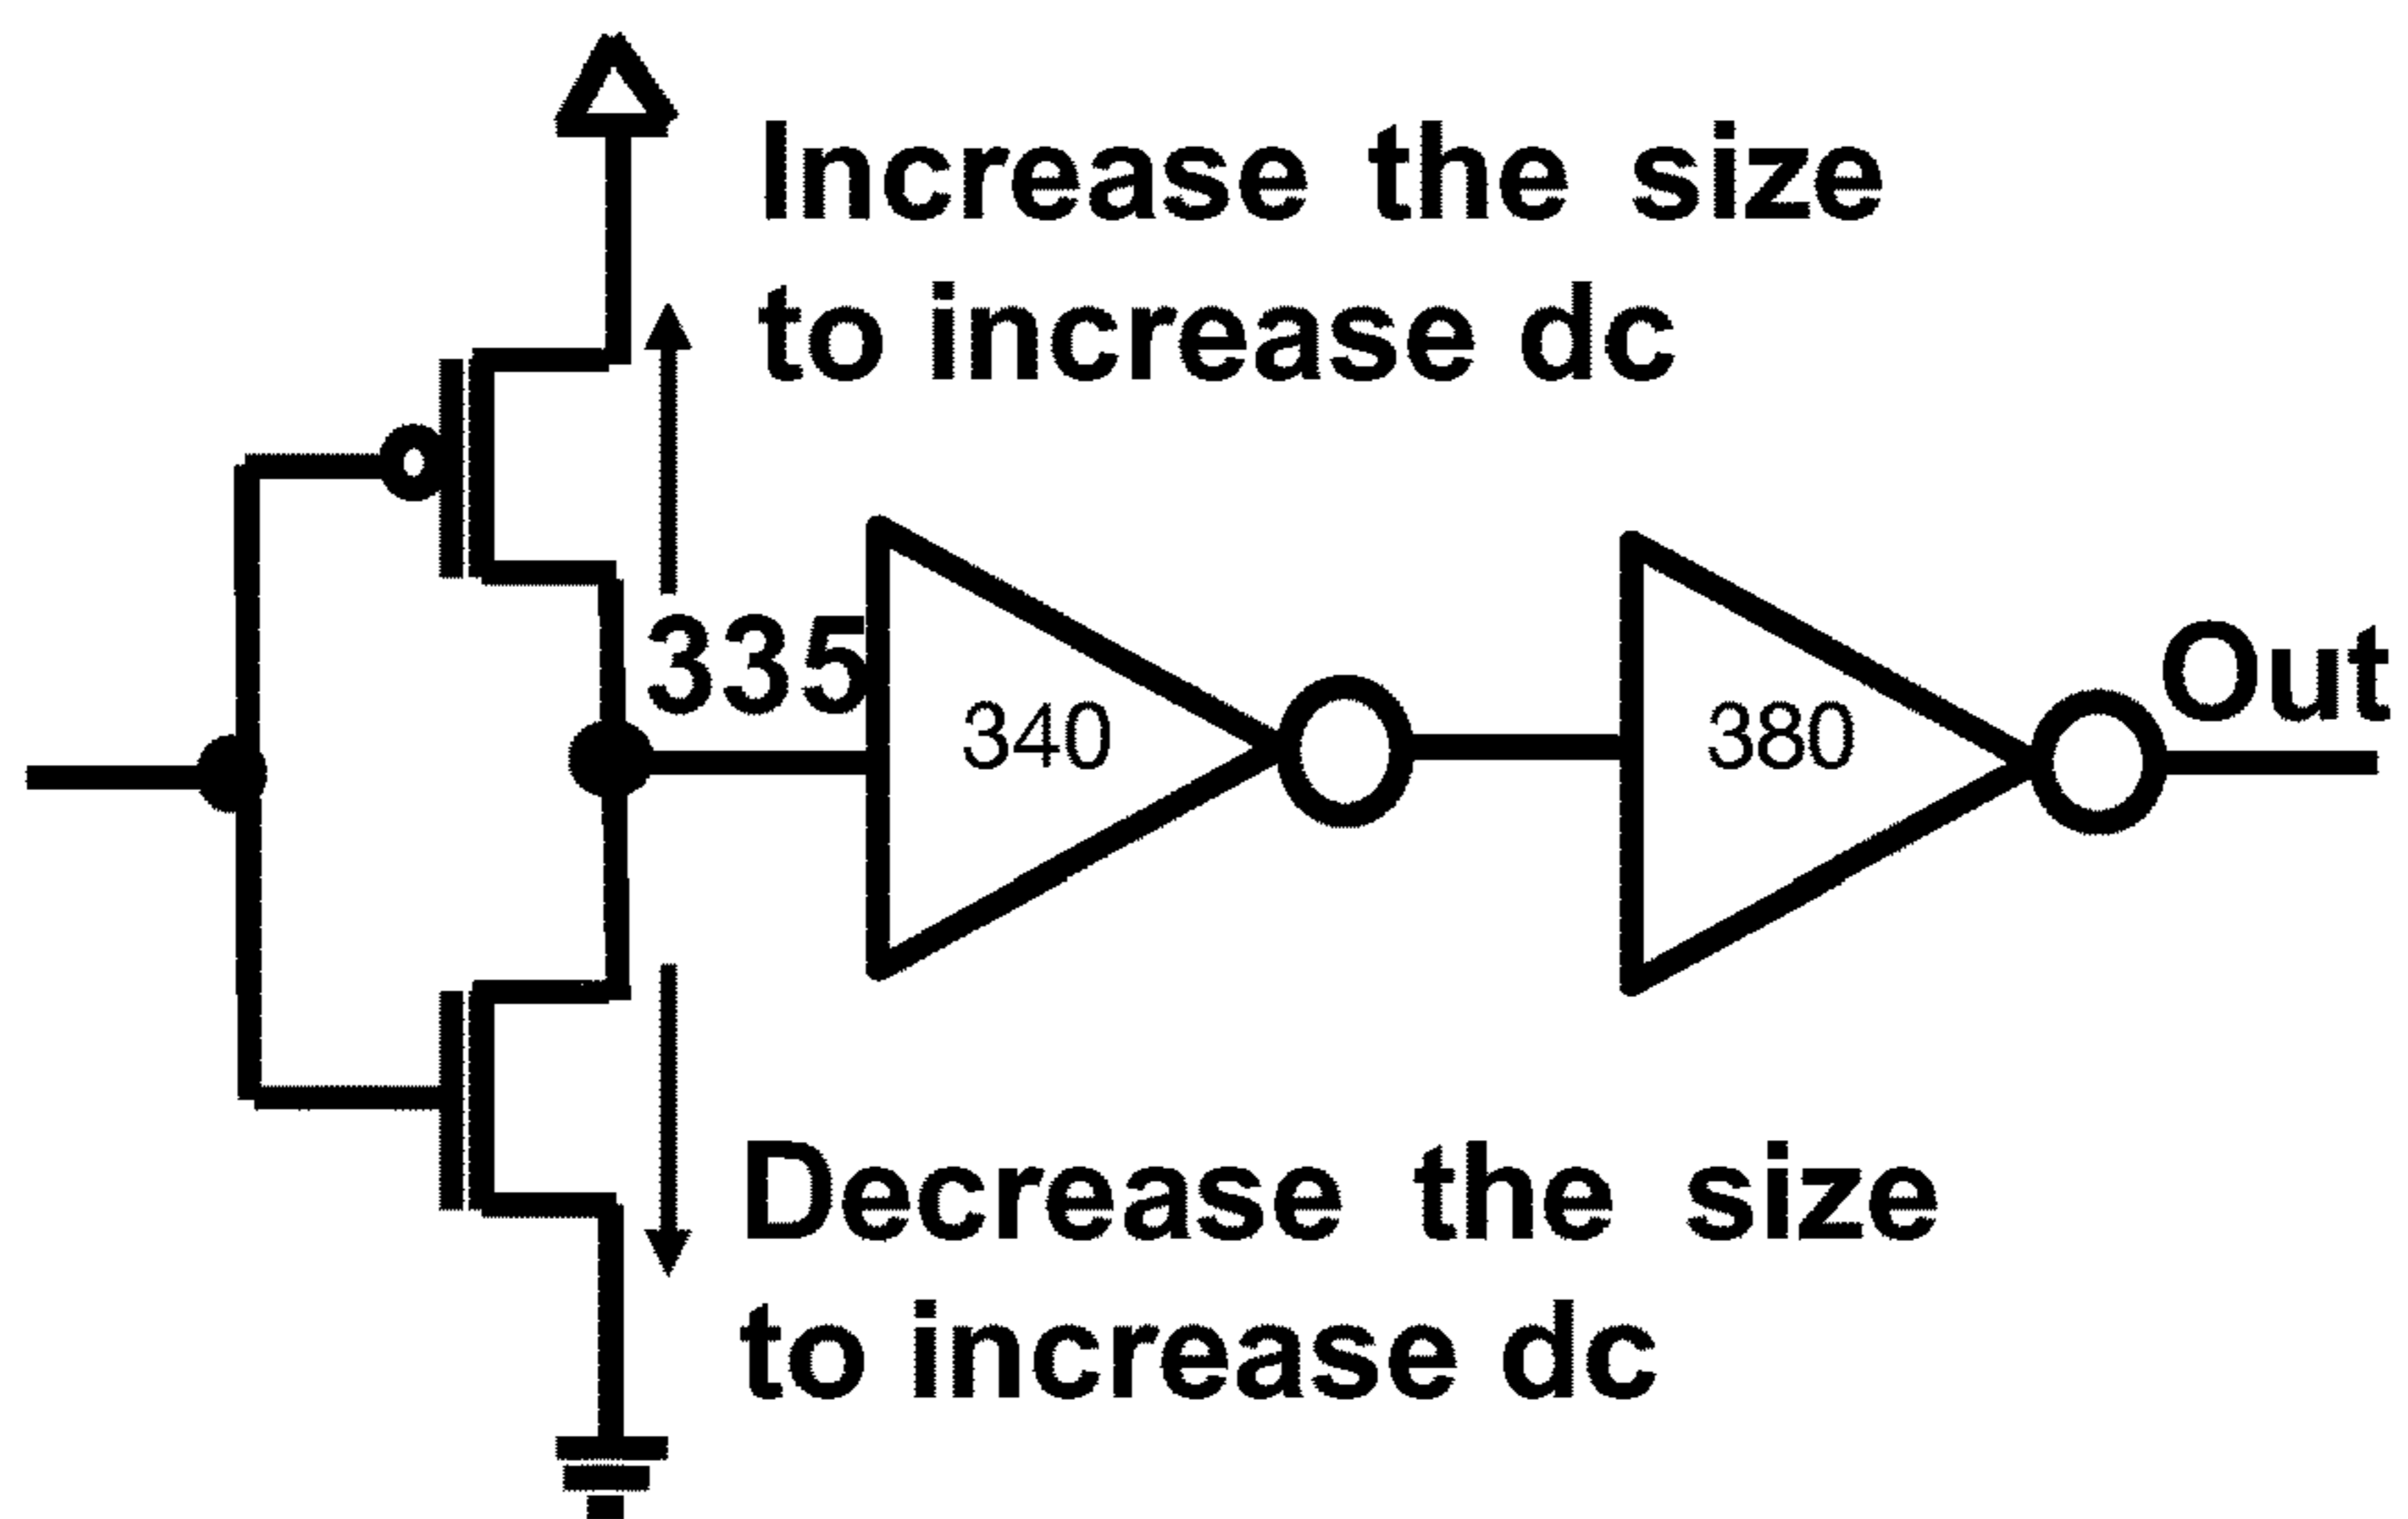 Increase the size
to increase dc
335
340
380
Out
Decrease the size
to increase dc